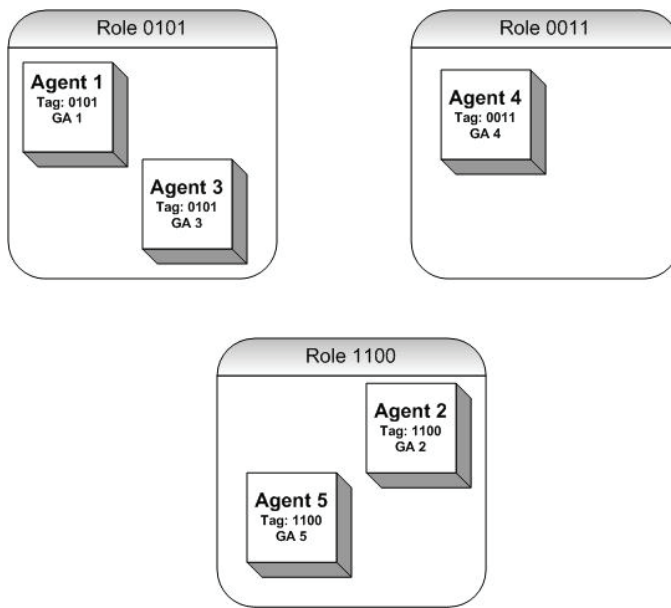 Role 0101
Agent 1
Tag: 0101
GA 1
Agent 3
Tag: 0101
GA 3
Role 0011
Agent 4
Tag: 0011
GA 4
Role 1100
Agent 2
Tag: 1100
GA 2
Agent 5
Tag: 1100
GA 5